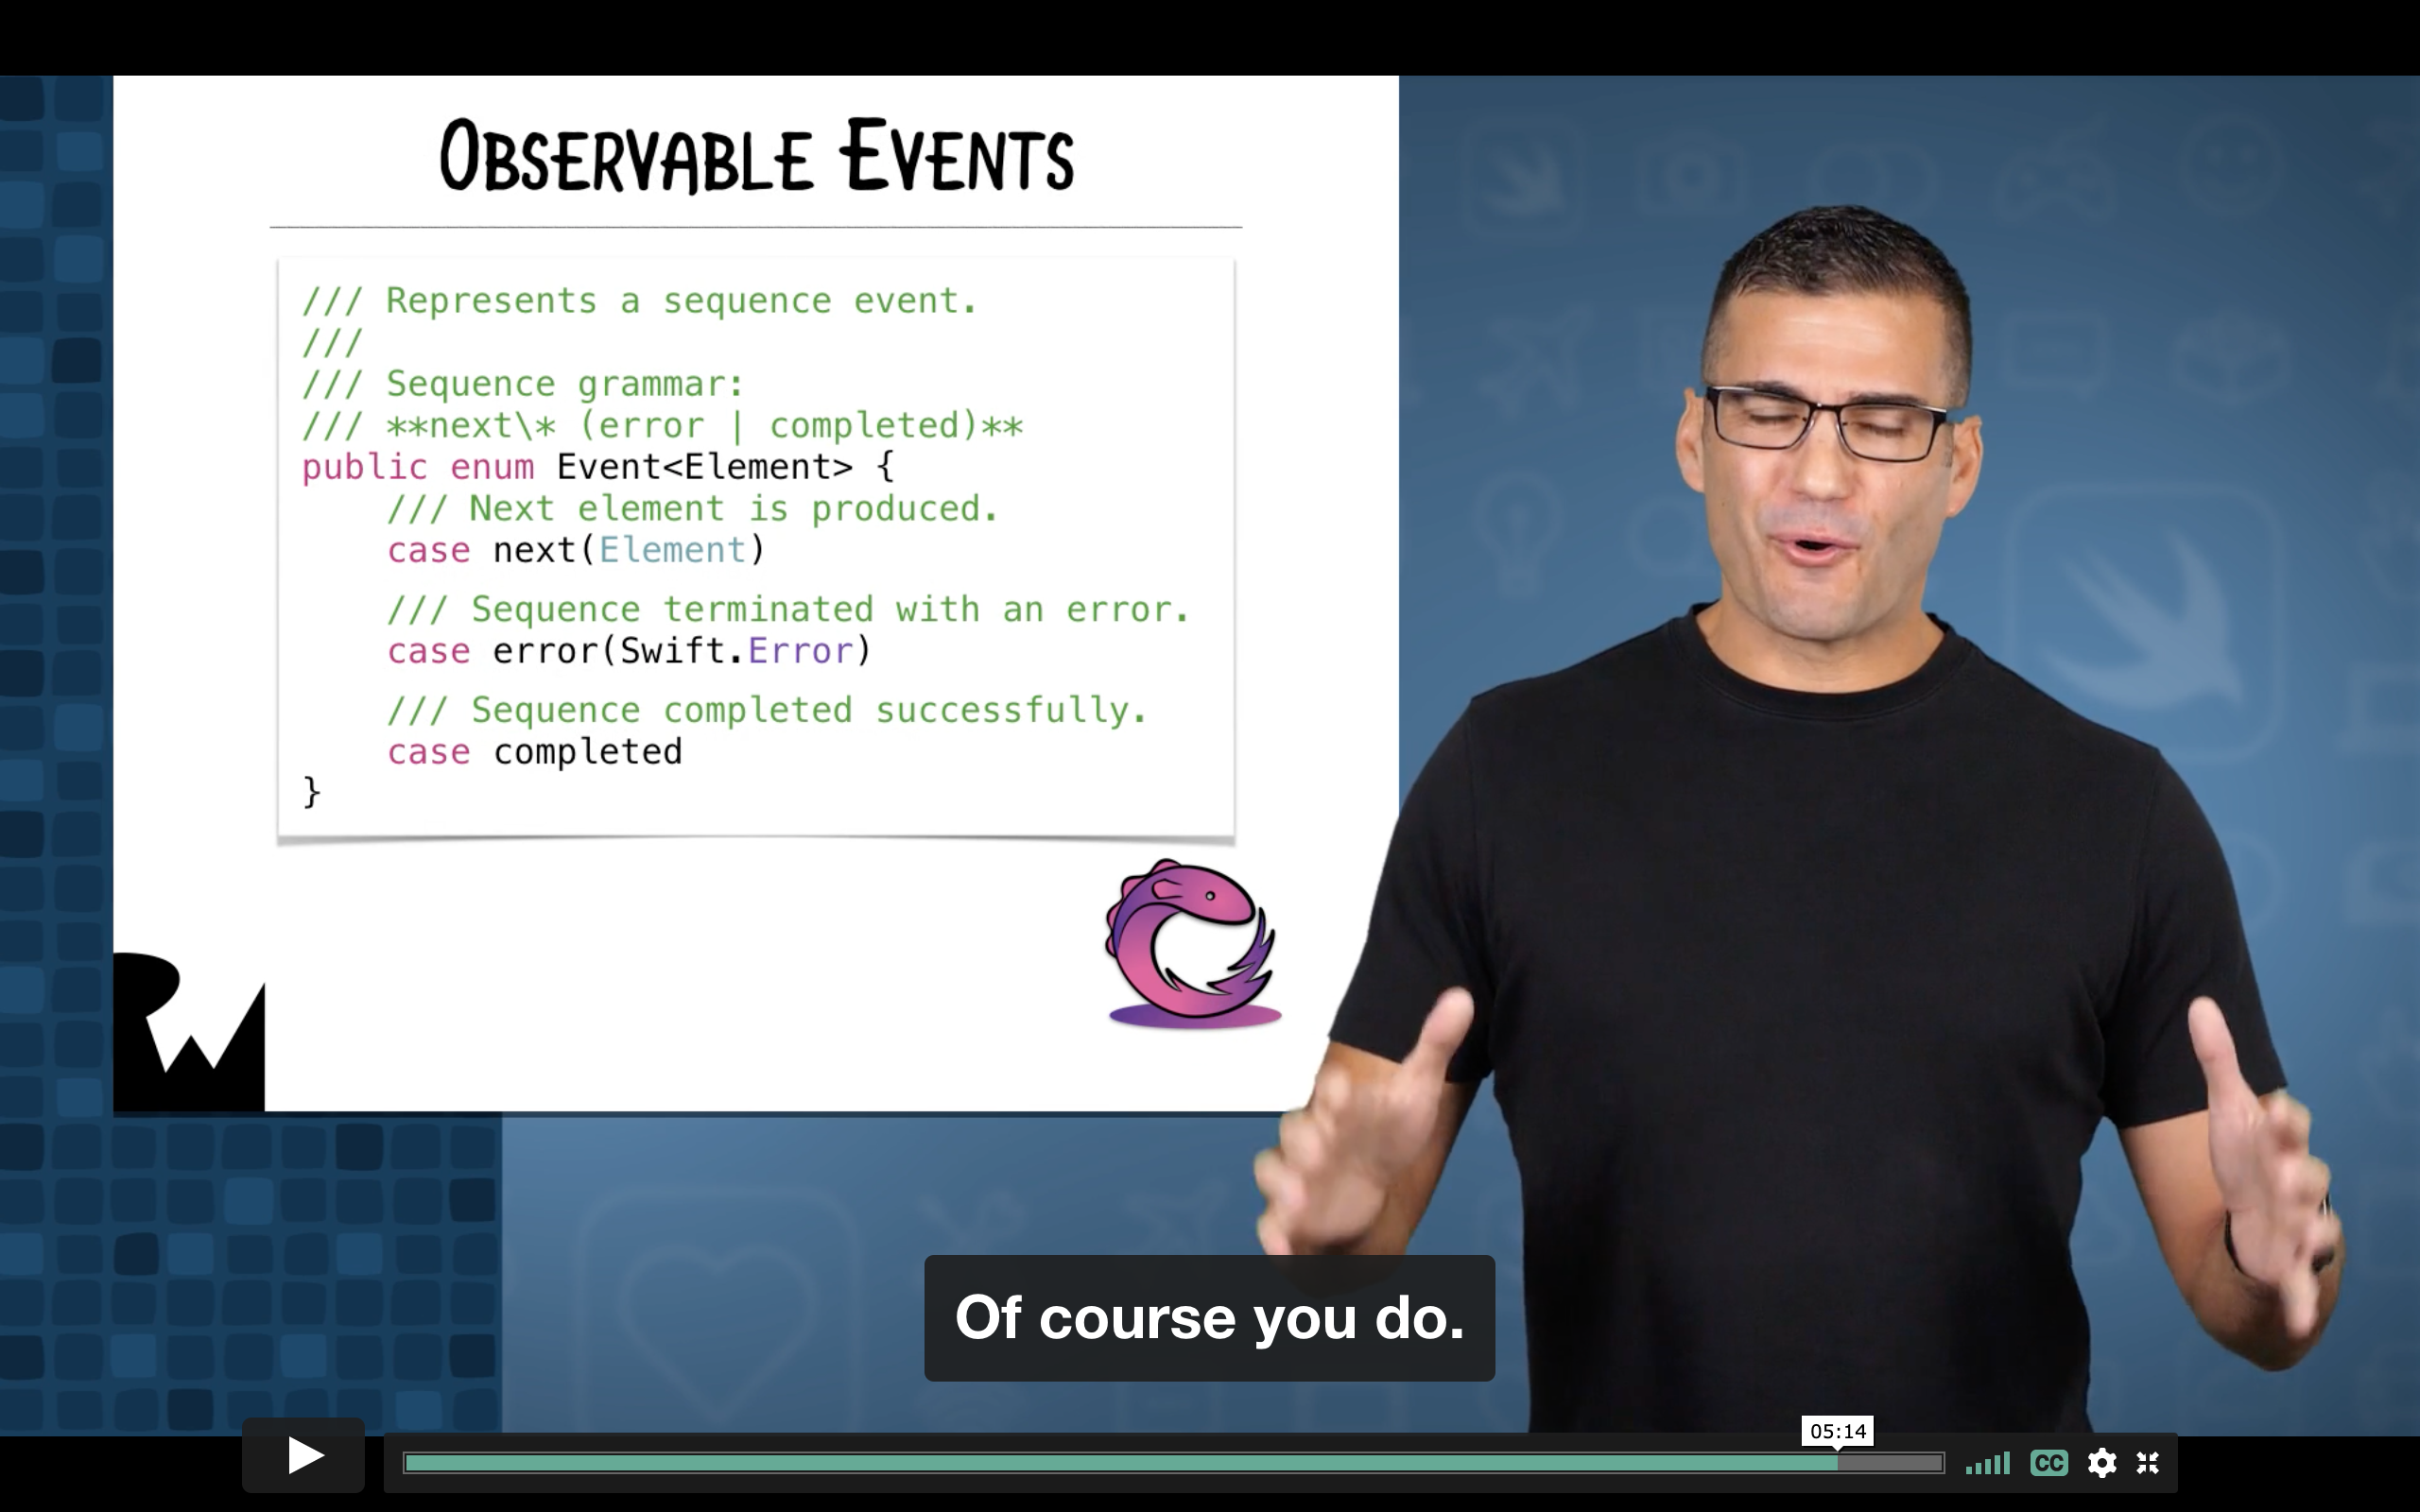 OBSERVABLE EVENTS
/// Represents a sequence event.
///
/// Sequence grammar:
/// **next\* (error | completed)**
public enum Event<Element> {
/// Next element is produced.
case next(Element)
/// Sequence terminated with an error.
case error(Swift.Error)
/// Sequence completed successfully.
case completed
}
RW
Of course you do.
05:14
CC